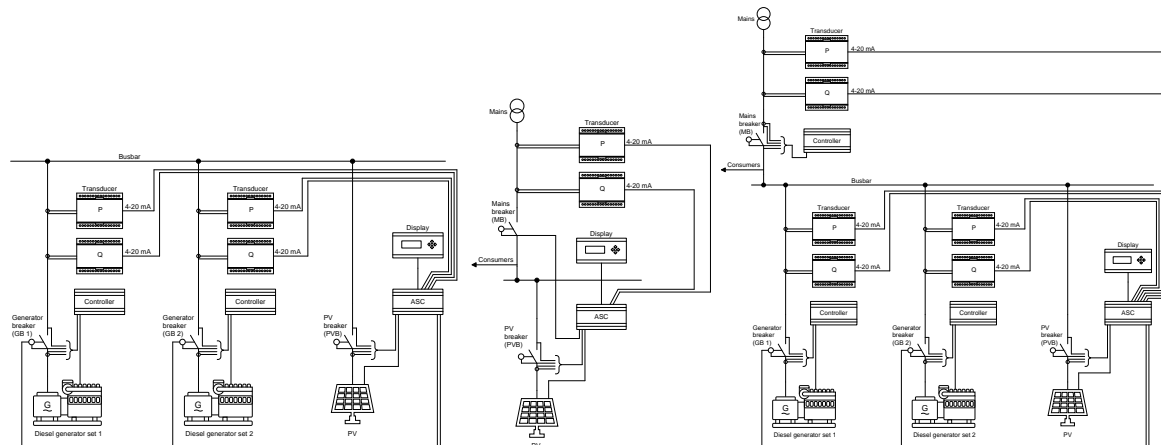 Busbar
Transducer
P
4-20 mA
Q
4-20 mA
Controller
Generator
breaker
(GB 1)
G
~
Diesel generator set 1
Transducer
P
4-20 mA
Q
4-20 mA
Controller
Generator
breaker
(GB 2)
G
~
Diesel generator set 2
Display
ASC
PV
breaker
(PVB)
PV
Mains
Transducer
P
4-20 mA
Q
4-20 mA
Mains
breaker
(MB)
Consumers
Display
ASC
PV
breaker
(PVB)
PV
Mains
Transducer
P
4-20 mA
Q
4-20 mA
Mains
breaker
(MB)
Controller
Consumers
Busbar
Transducer
P
4-20 mA
Q
4-20 mA
Controller
Generator
breaker
(GB 1)
G
~
Diesel generator set 1
Transducer
P
4-20 mA
Q
4-20 mA
Controller
Generator
breaker
(GB 2)
G
~
Diesel generator set 2
Display
ASC
PV
breaker
(PVB)
PV